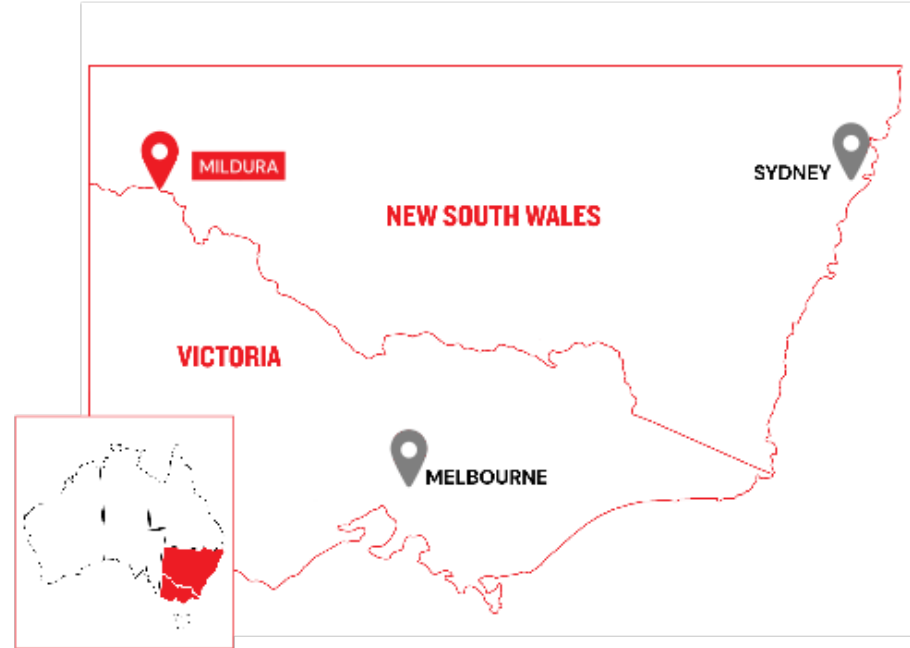 MILDURA
SYDNEY
NEW SOUTH WALES
VICTORIA
MELBOURNE